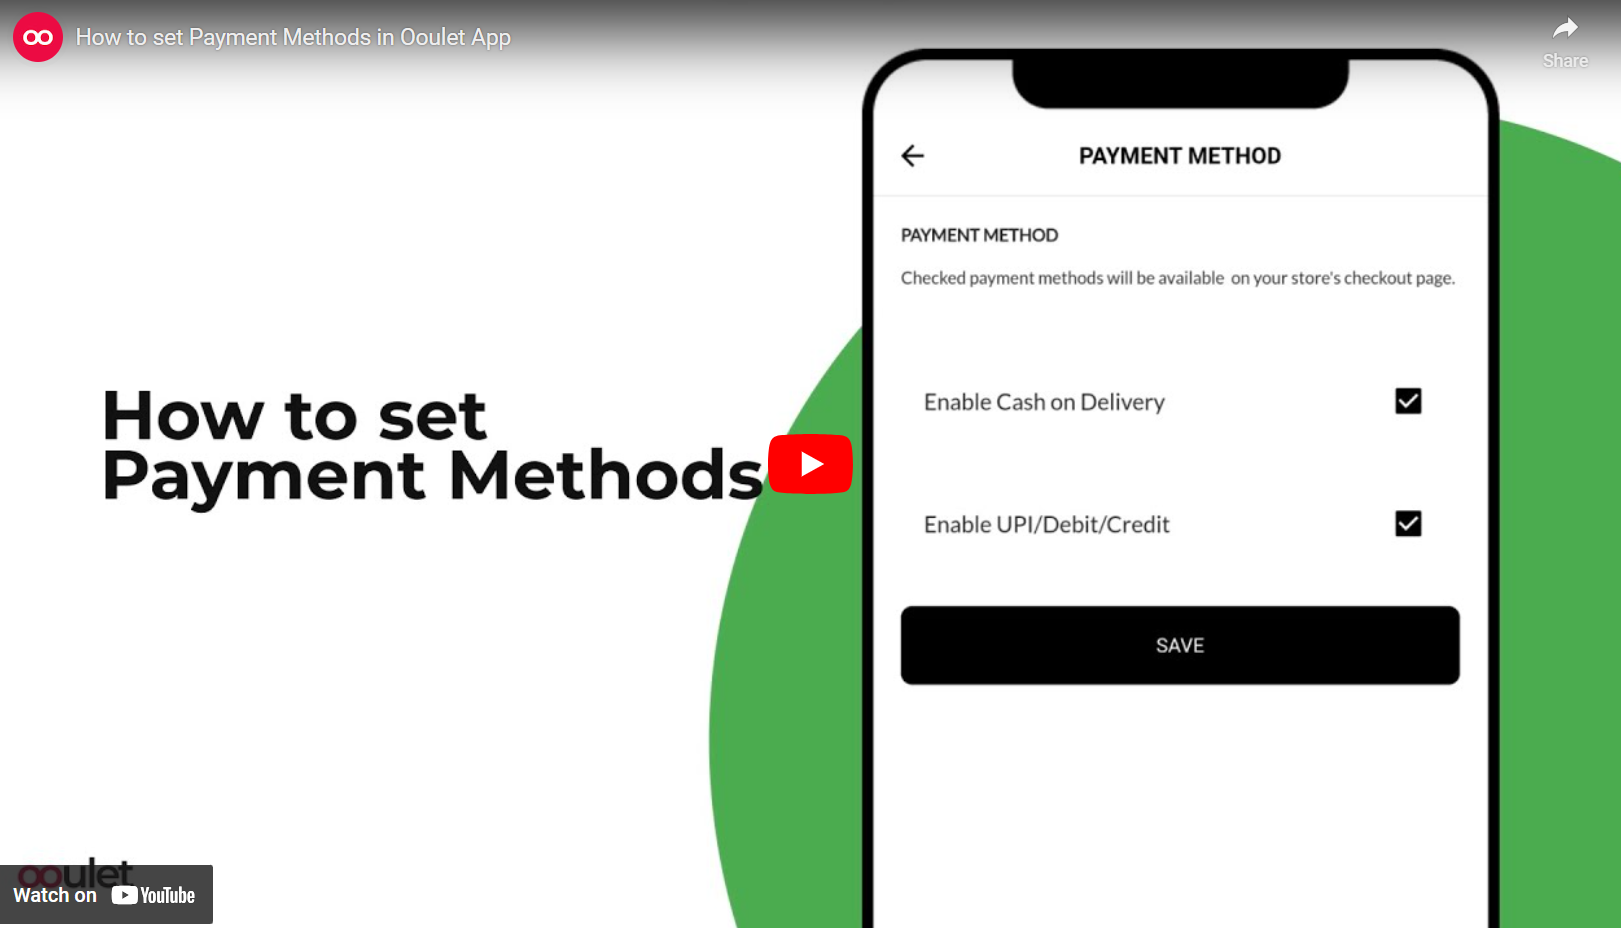 How to set Payment Methods in Ooulet App
Share
PAYMENT METHOD
PAYMENT METHOD
Checked payment methods will be available on your store's checkout page.
Enable Cash on Delivery
How to set
Payment Methods
Enable UPI/Debit/Credit
SAVE
ooulet
Watch on YouTube